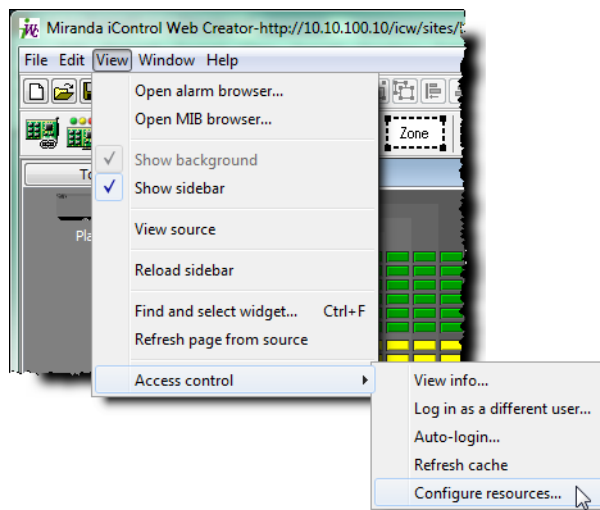 Miranda iControl Web Creator-http://10.10.100.10/icw/sites/
File Edit View Window Help
Open alarm browser...
Open MIB browser...
Zone
Show background
Show sidebar
View source
Reload sidebar
Find and select widget... Ctrl+F
Refresh page from source
Access control
View info...
Log in as a different user...
Auto-login...
Refresh cache
Configure resources...